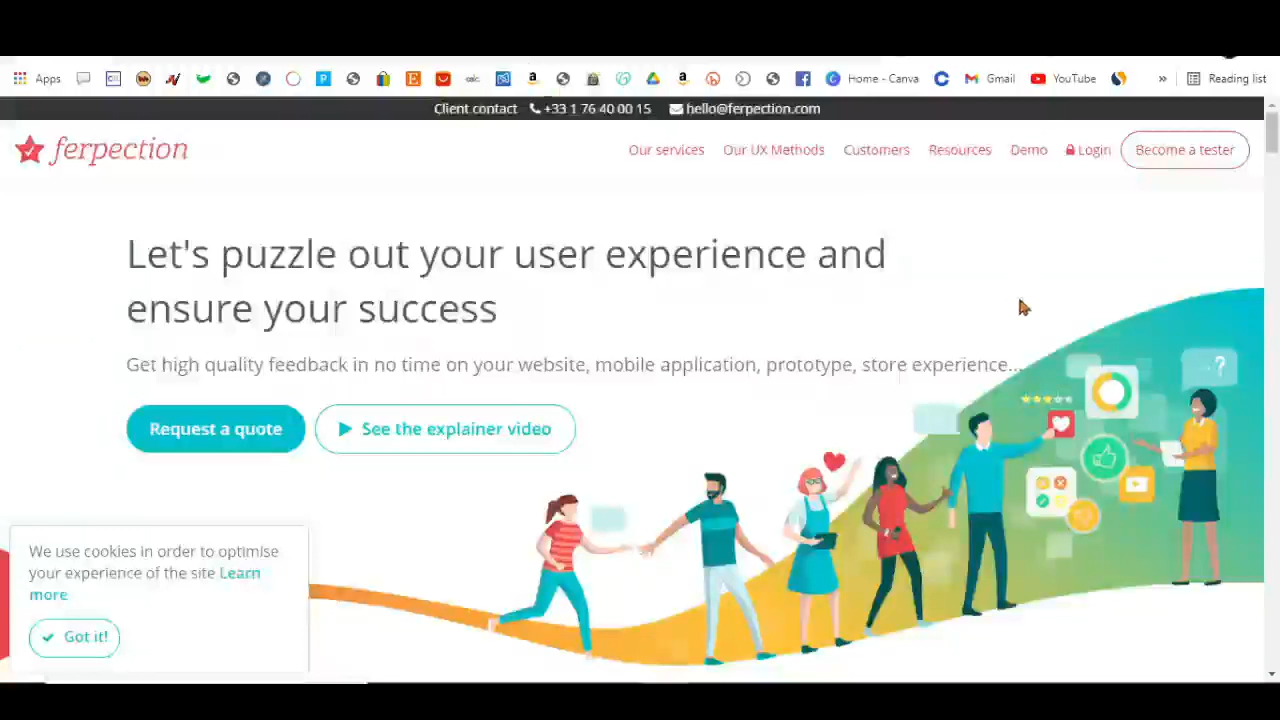 Apps Home - Canva Gmail YouTube » Reading list
Client contact +33 1 76 40 00 15 hello@ferpection.com
ferpection Our services Our UX Methods Customers Resources Demo Login Become a tester
Let's puzzle out your user experience and
ensure your success
Get high quality feedback in no time on your website, mobile application, prototype, store experience...
Request a quote See the explainer video
We use cookies in order to optimise
your experience of the site Learn
more
Got it!